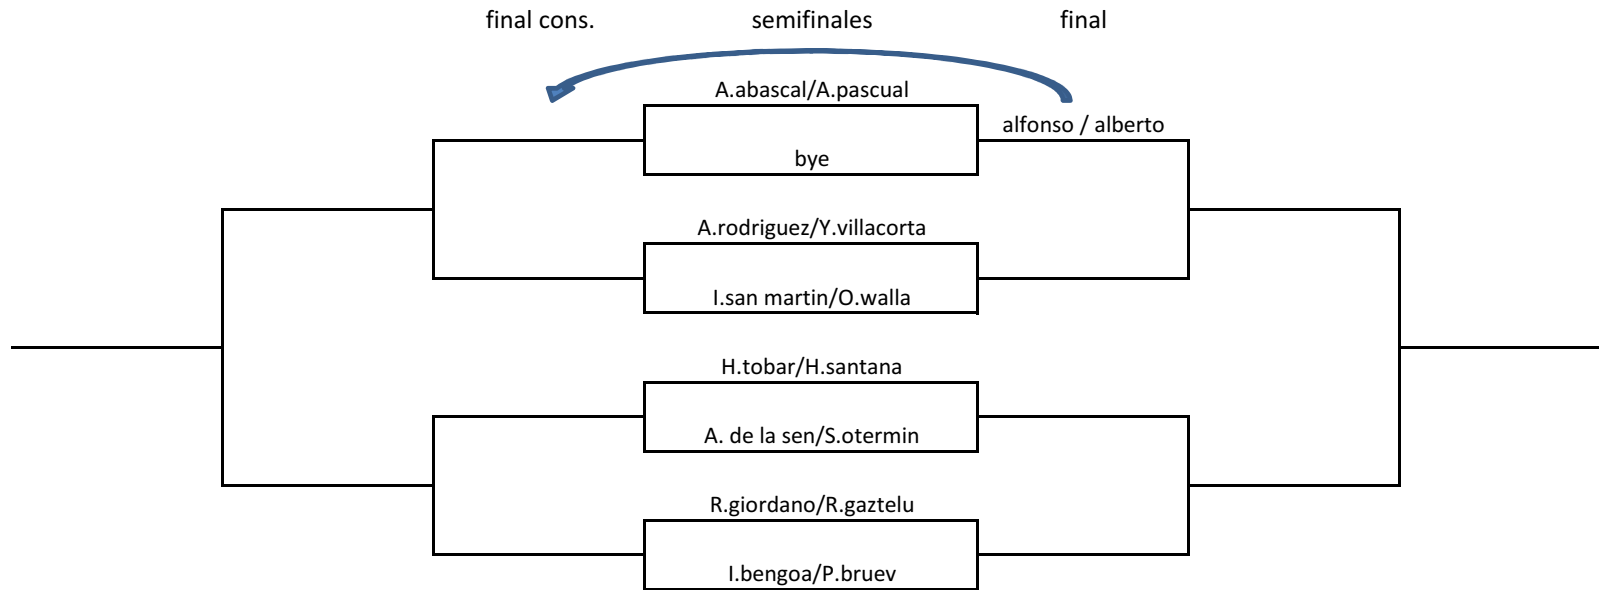 final cons. semifinales final
A.abascal/A.pascual
alfonso / alberto
bye
A.rodriguez/Y.villacorta
I.san martin/O.walla
H.tobar/H.santana
A. de la sen/S.otermin
R.giordano/R.gaztelu
I.bengoa/P.bruev